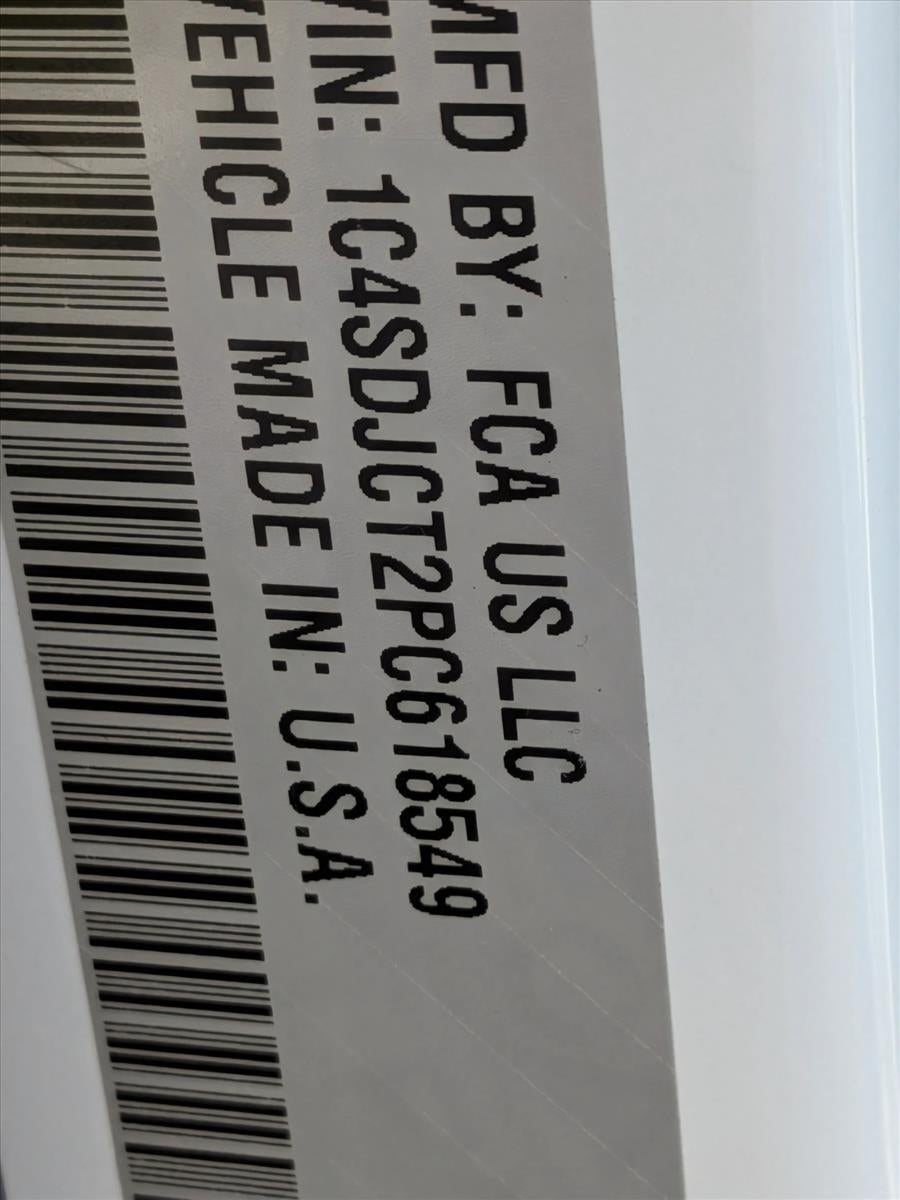 MFD BY: FCA US LLC
VIN: 1C4SDJCT2PC618549
VEHICLE MADE IN: U.S.A.